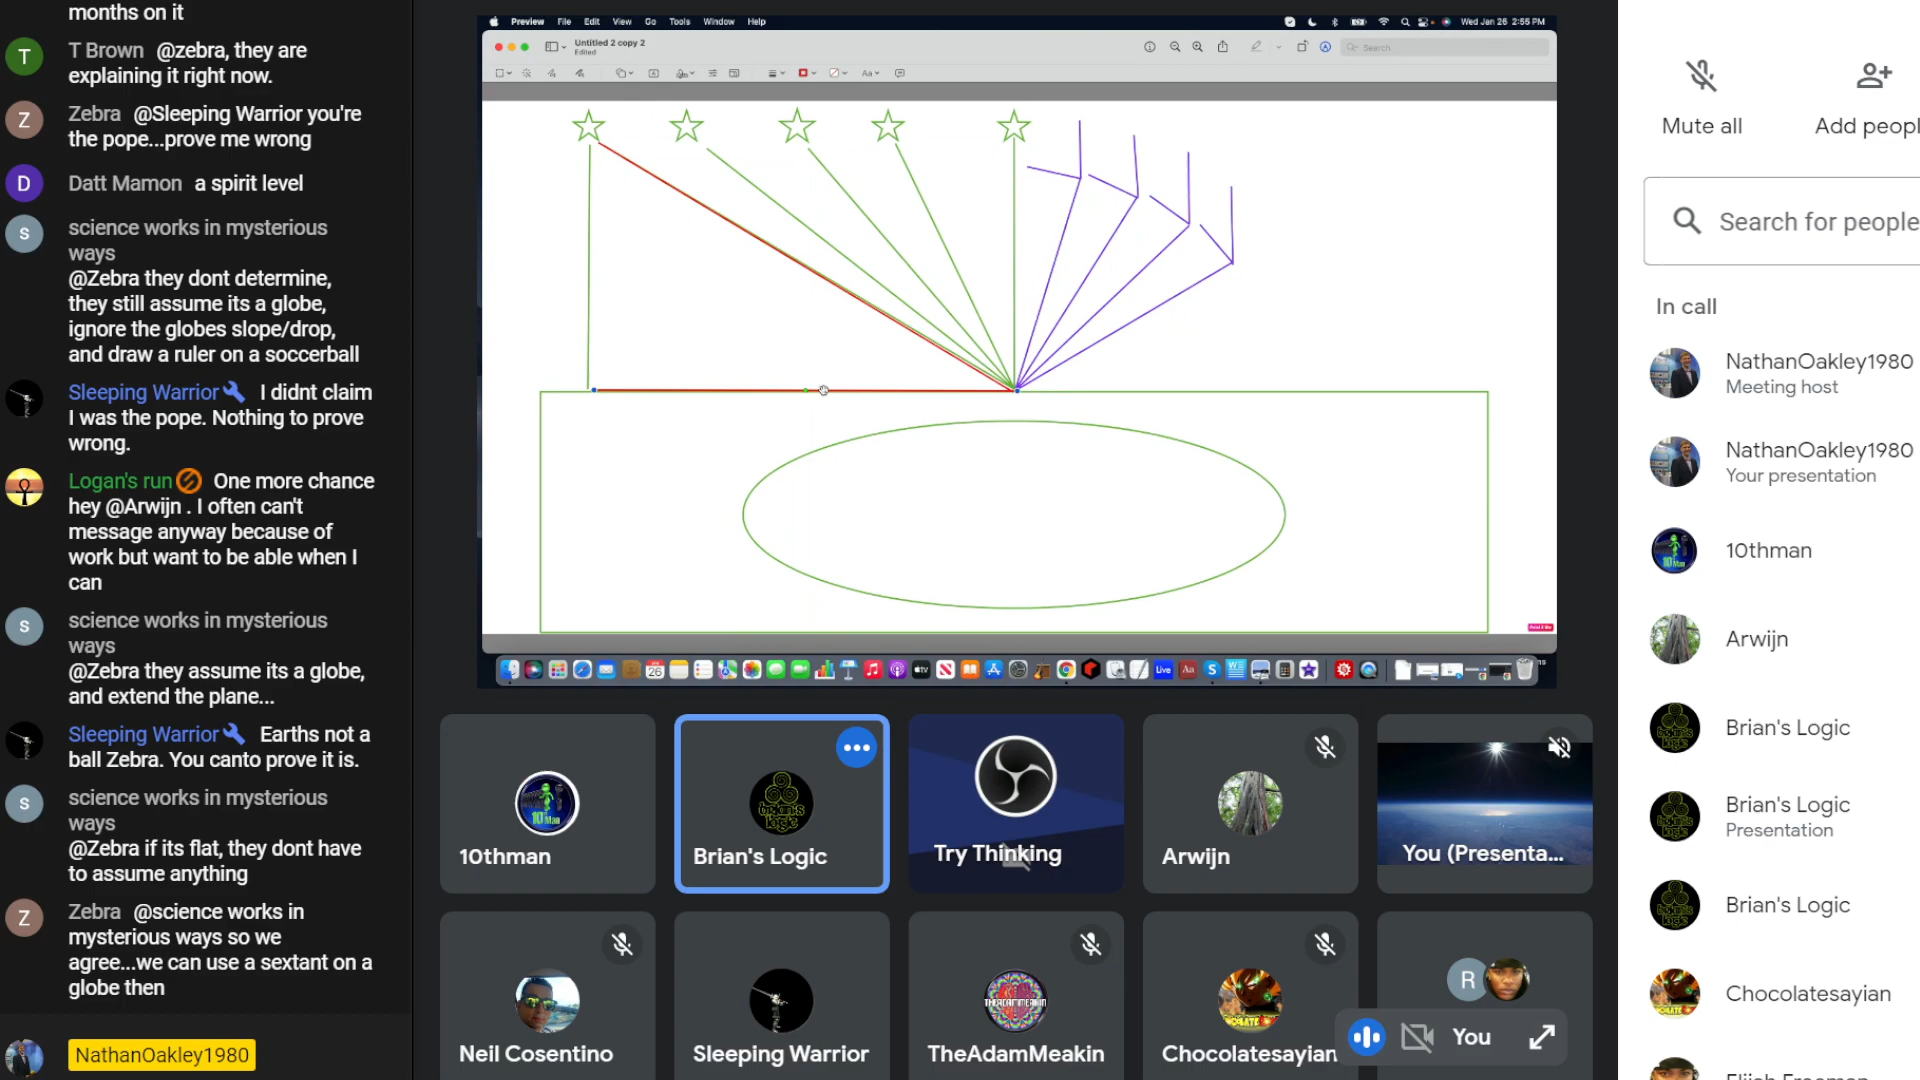 months on it
T Brown @zebra, they are
explaining it right now.
Zebra @Sleeping Warrior you're
the pope...prove me wrong
Datt Mamon a spirit level
science works in mysterious
ways
@Zebra they dont determine,
they still assume its a globe,
ignore the globes slope/drop,
and draw a ruler on a soccerball
Sleeping Warrior I didnt claim
I was the pope. Nothing to prove
wrong.
Logan's run One more chance
hey @Arwijn . I often can't
message anyway because of
work but want to be able when I
can
science works in mysterious
ways
@Zebra they assume its a globe,
and extend the plane...
Sleeping Warrior Earths not a
ball Zebra. You canto prove it is.
science works in mysterious
ways
@Zebra if its flat, they dont have
to assume anything
Zebra @science works in
mysterious ways so we
agree...we can use a sextant on a
globe then
NathanOakley1980
Preview File Edit View Go Tools Window Help
Wed Jan 26 2:55 PM
Untitled 2 copy 2
Edited
Search
10thman
Brian's Logic
Try Thinking
Arwijn
You (Presenta...
Neil Cosentino
Sleeping Warrior
TheAdamMeakin
Chocolatesayian
R
You
Mute all
Add peopl
Search for people
In call
NathanOakley1980
Meeting host
NathanOakley1980
Your presentation
10thman
Arwijn
Brian's Logic
Brian's Logic
Presentation
Brian's Logic
Chocolatesayian